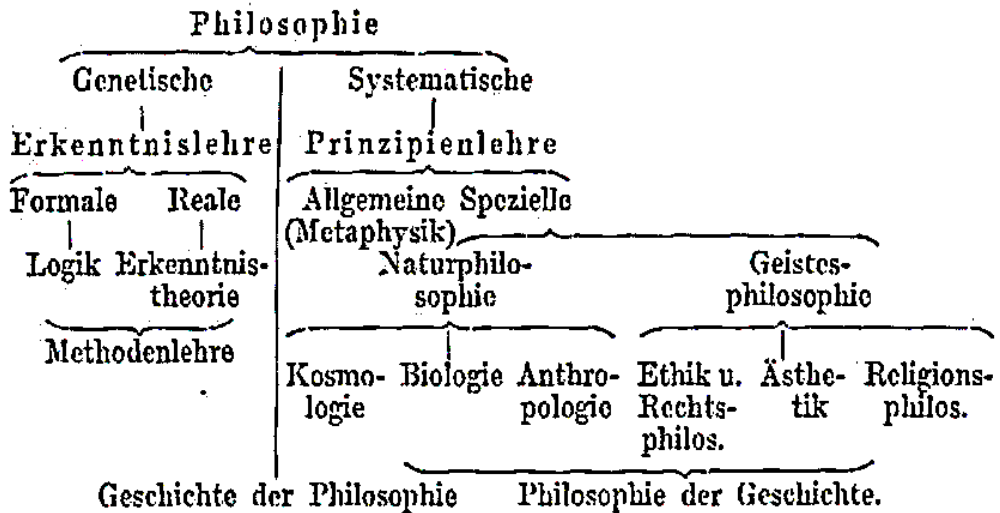 Philosophie
Genetische Systematische
Erkenntnislehre Prinzipienlehre
Formale Reale Allgemeine Spezielle
(Metaphysik)
Logik Erkenntnis- Naturphilo- Geistes-
theorie sophie philosophie
Methodenlehre
Kosmo- Biologie Anthro- Ethik u. Ästhe- Religions-
logie pologie Rechts- tik philos.
philos.
Geschichte der Philosophie Philosophie der Geschichte.